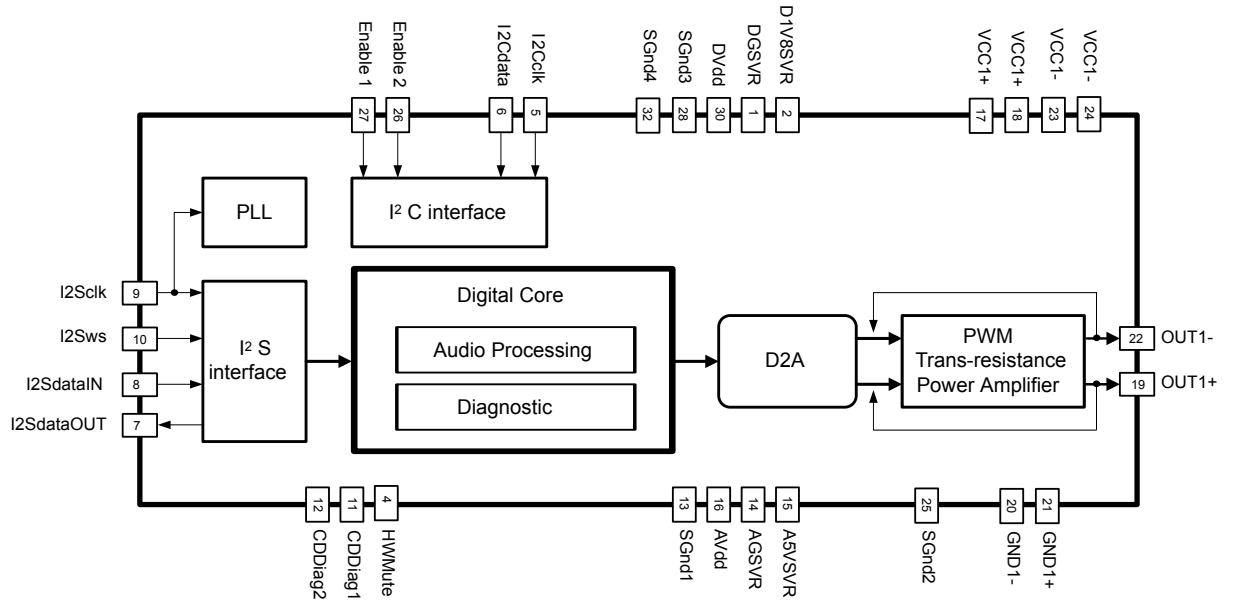 Enable 1
Enable 2
I2Cdata
I2Cclk
SGnd4
SGnd3
DVdd
DGSVR
D1V8SVR
VCC1+
VCC1+
VCC1-
VCC1-
27
26
6
5
32
28
30
1
2
17
18
23
24
PLL
I² C interface
I2Sclk
9
I2Sws
10
I2SdataIN
8
I2SdataOUT
7
I² S
interface
Digital Core
Audio Processing
Diagnostic
D2A
PWM
Trans-resistance
Power Amplifier
22
OUT1-
19
OUT1+
12
11
4
13
16
14
15
25
20
21
CDDiag2
CDDiag1
HWMute
SGnd1
AVdd
AGSVR
A5VSVR
SGnd2
GND1-
GND1+